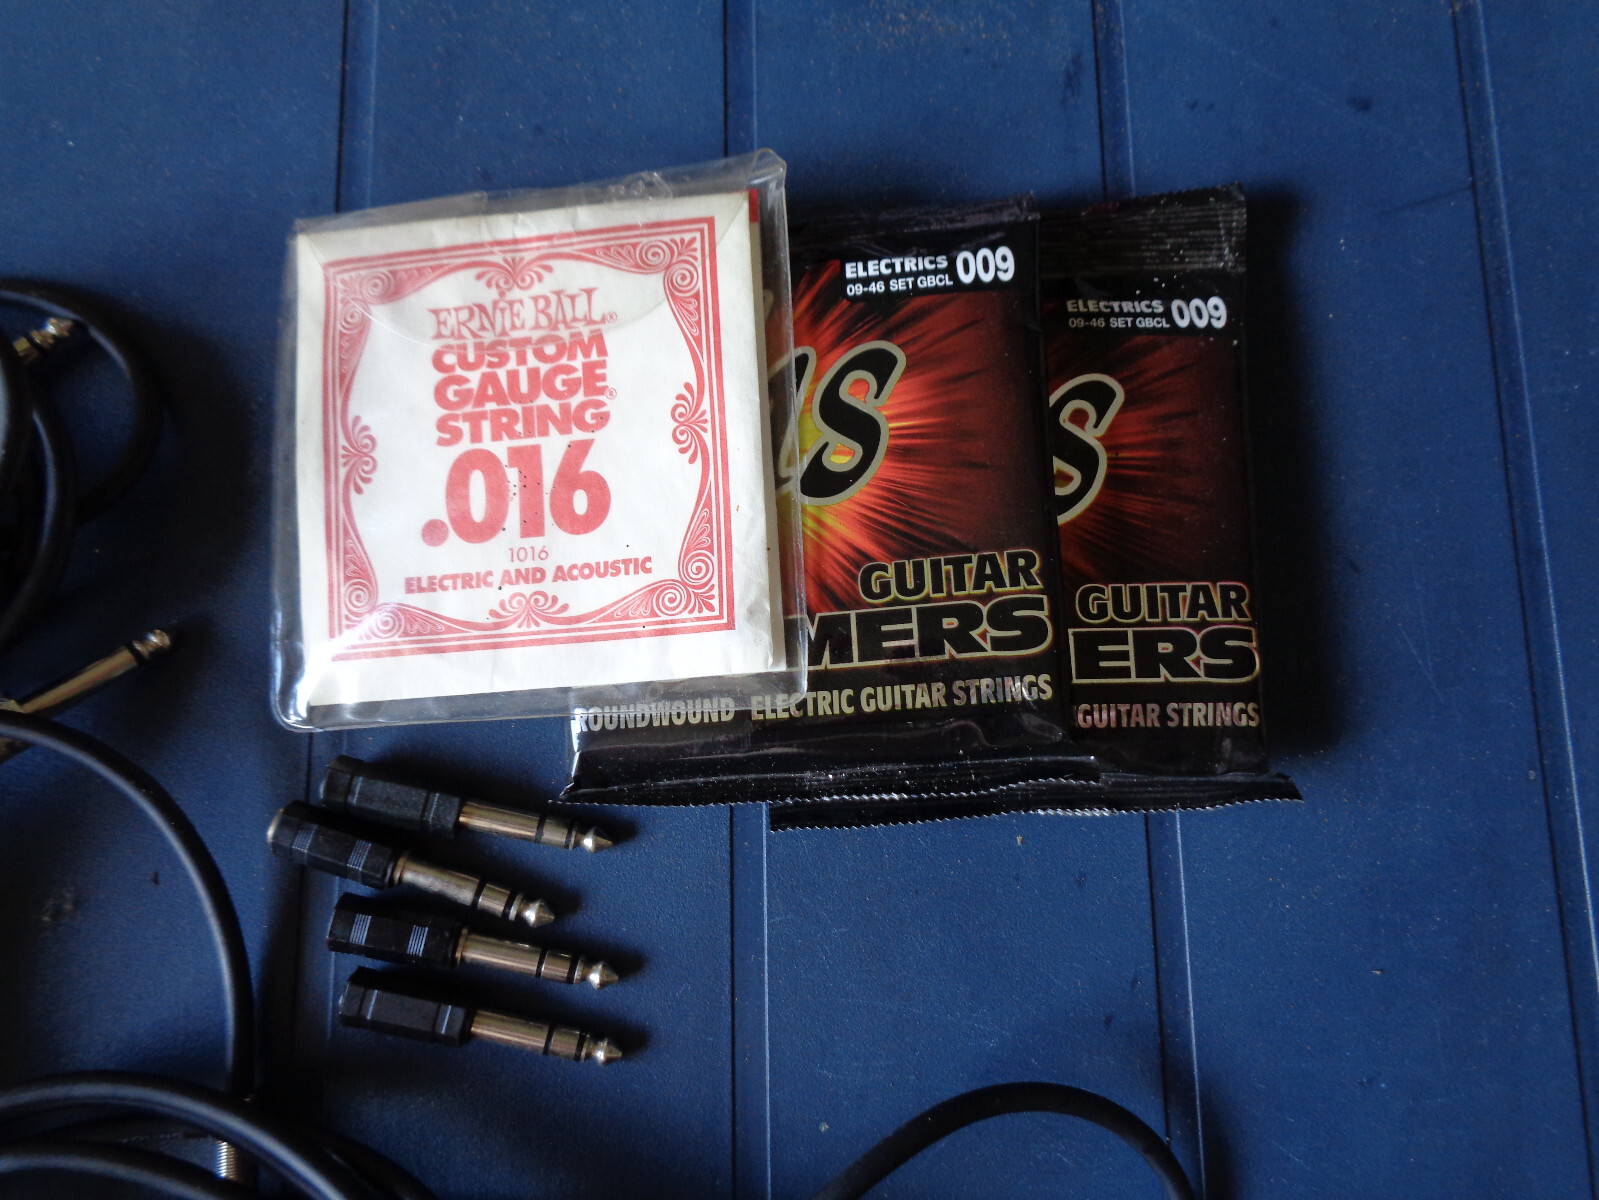 ERNIE BALL®
CUSTOM
GAUGE
STRING®
.016
1016
ELECTRIC AND ACOUSTIC
ELECTRICS 009
09-46 SET GBCL
S
GUITAR
MERS
ROUNDWOUND ELECTRIC GUITAR STRINGS
ELECTRICS 009
09-46 SET GBCL
S
GUITAR
ERS
GUITAR STRINGS